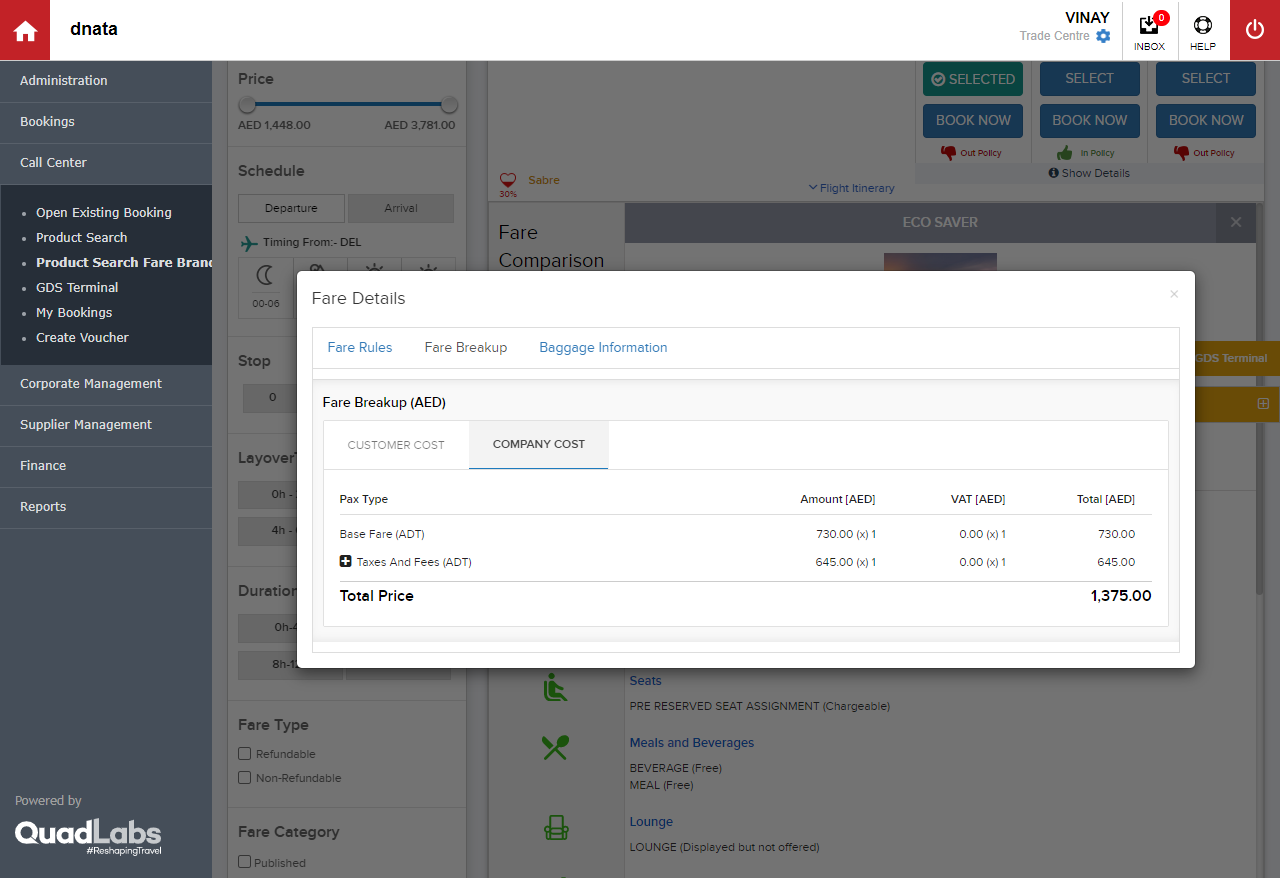 dnata
VINAY
Trade Centre
0
INBOX
HELP
Administration
Bookings
Call Center
Open Existing Booking
Product Search
Product Search Fare Bran
GDS Terminal
My Bookings
Create Voucher
Corporate Management
Supplier Management
Finance
Reports
Powered by
QuadLabs
#ReshapingTravel
Price
AED 1,448.00 AED 3,781.00
Schedule
Departure Arrival
Timing From:- DEL
00-06
Stop
0
Layover
0h -
4h -
Duration
0h-4
8h-12
Fare Type
Refundable
Non-Refundable
Fare Category
Published
SELECTED SELECT SELECT
BOOK NOW BOOK NOW BOOK NOW
Out Policy In Policy Out Policy
Show Details
30%
Sabre
Flight Itinerary
Fare
Comparison
ECO SAVER
GDS Terminal
Fare Details
×
Fare Rules Fare Breakup Baggage Information
Fare Breakup (AED)
CUSTOMER COST COMPANY COST
Pax Type Amount [AED] VAT [AED] Total [AED]
Base Fare (ADT) 730.00 (x) 1 0.00 (x) 1 730.00
Taxes And Fees (ADT) 645.00 (x) 1 0.00 (x) 1 645.00
Total Price 1,375.00
Seats
PRE RESERVED SEAT ASSIGNMENT (Chargeable)
Meals and Beverages
BEVERAGE (Free)
MEAL (Free)
Lounge
LOUNGE (Displayed but not offered)